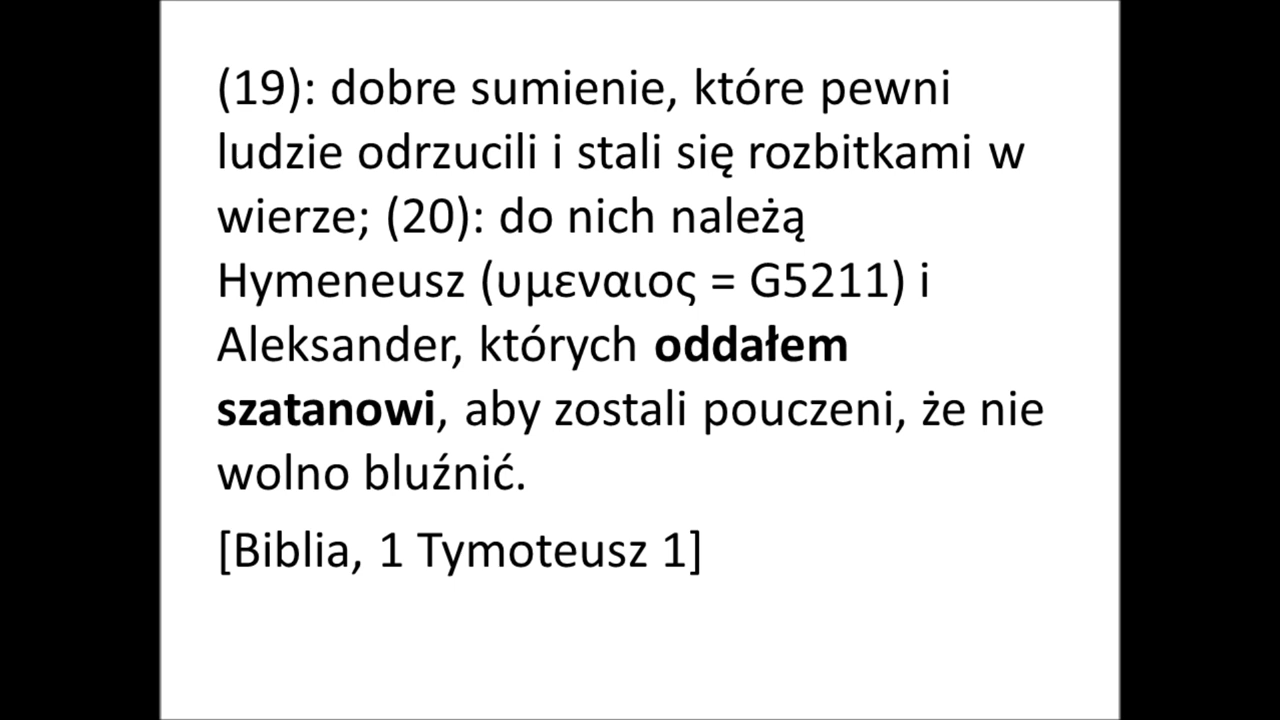 (19): dobre sumienie, które pewni
ludzie odrzucili i stali się rozbitkami w
wierze; (20): do nich należą
Hymeneusz (υμεναιος = G5211) i
Aleksander, których oddałem
szatanowi, aby zostali pouczeni, że nie
wolno bluźnić.
[Biblia, 1 Tymoteusz 1]